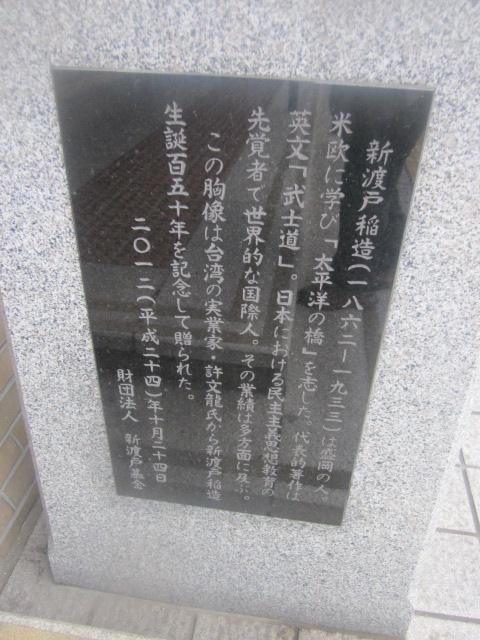 新渡戸稲造(一八六二ー一九三三)は盛岡の人。
米欧に学び「太平洋の橋」を志した。代表的著作は
英文「武士道」。日本における民主主義思想教育の
先覚者で世界的な国際人。その業績は多方面に及ぶ。
この胸像は台湾の実業家・許文龍氏から新渡戸稲造
生誕百五十年を記念して贈られた。
二〇一二(平成二十四)年十月二十四日
財団法人 新渡戸基金